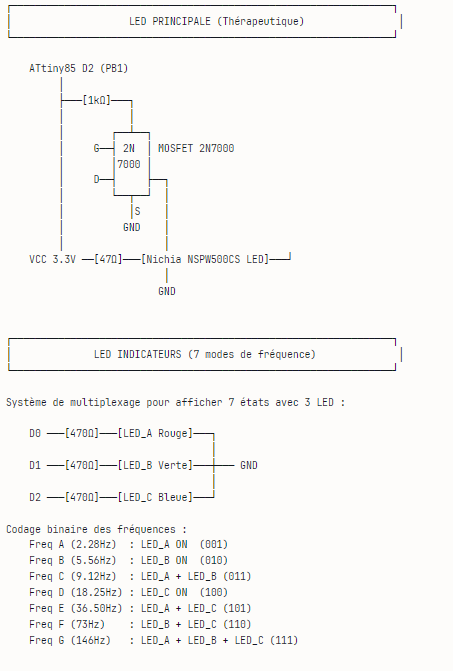 LED PRINCIPALE (Thérapeutique)
ATtiny85 D2 (PB1)
[1kΩ]
G 2N MOSFET 2N7000
7000
D
S
GND
VCC 3.3V [47Ω] [Nichia NSPW500CS LED]
GND
LED INDICATEURS (7 modes de fréquence)
Système de multiplexage pour afficher 7 états avec 3 LED :
D0 [470Ω] [LED_A Rouge]
D1 [470Ω] [LED_B Verte] GND
D2 [470Ω] [LED_C Bleue]
Codage binaire des fréquences :
Freq A (2.28Hz) : LED_A ON (001)
Freq B (5.56Hz) : LED_B ON (010)
Freq C (9.12Hz) : LED_A + LED_B (011)
Freq D (18.25Hz) : LED_C ON (100)
Freq E (36.50Hz) : LED_A + LED_C (101)
Freq F (73Hz) : LED_B + LED_C (110)
Freq G (146Hz) : LED_A + LED_B + LED_C (111)